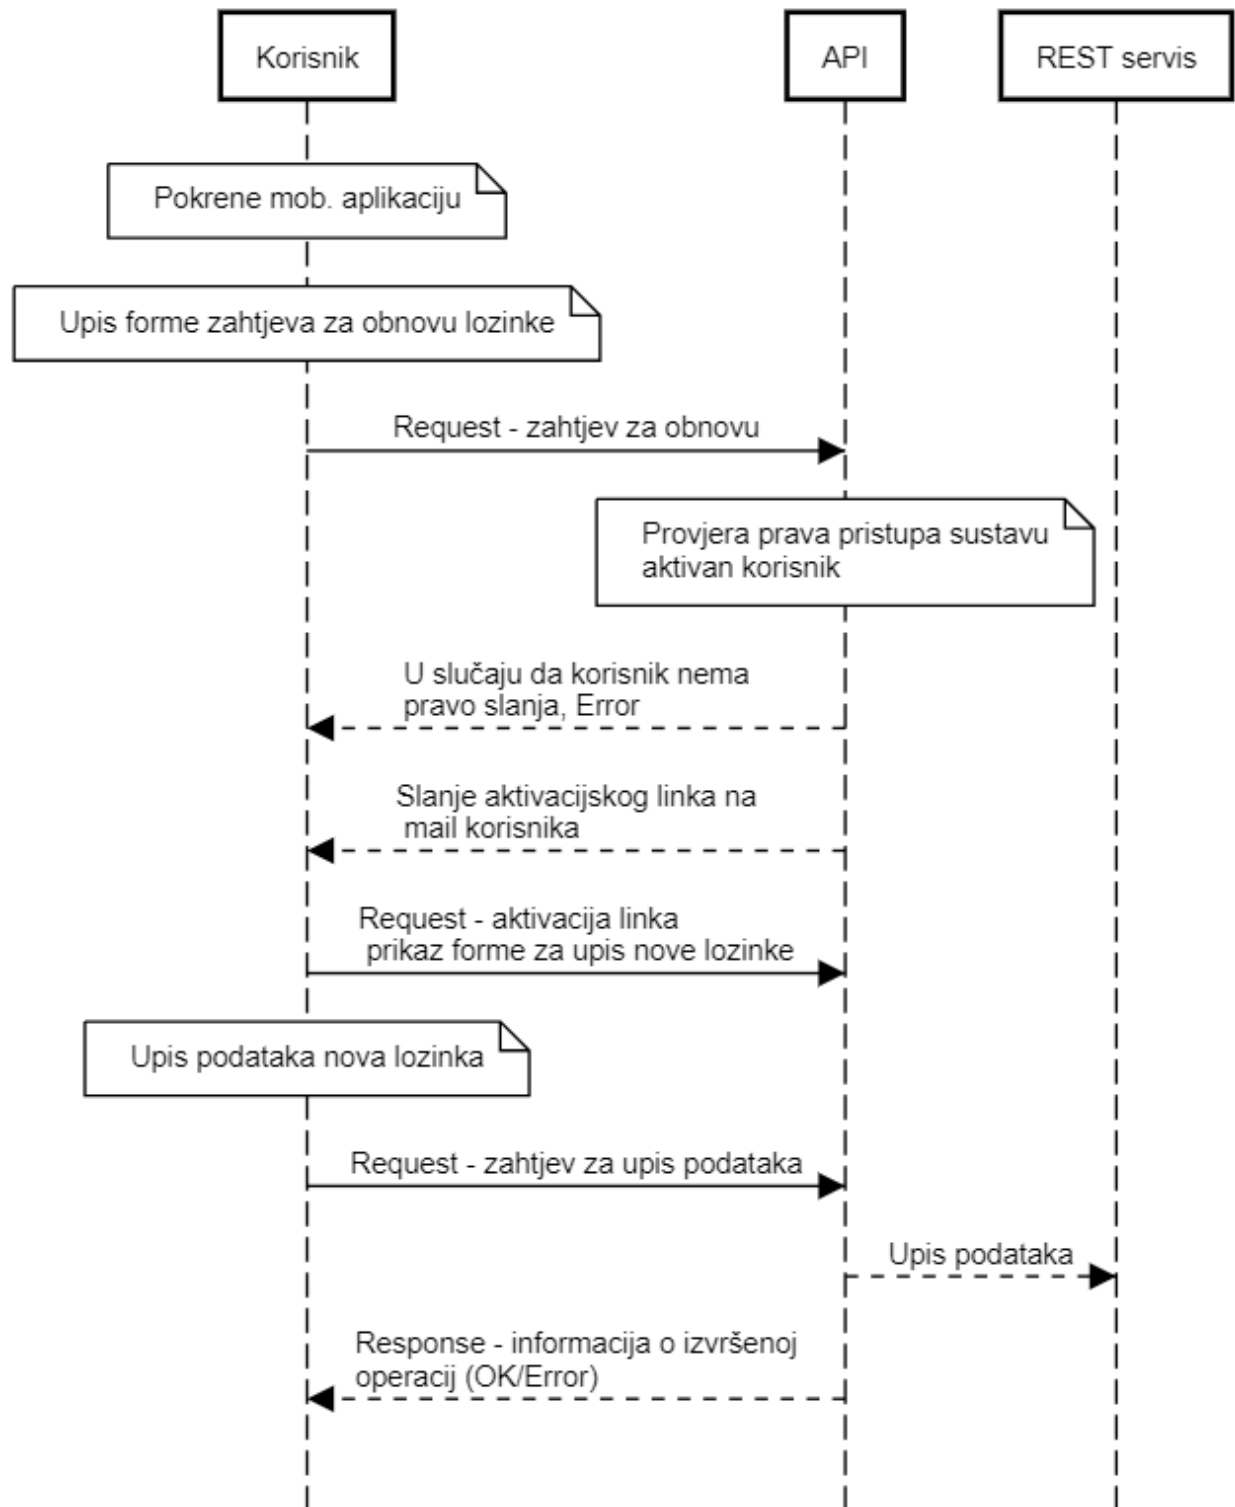 Korisnik
API
REST servis
Pokrene mob. aplikaciju
Upis forme zahtjeva za obnovu lozinke
Request - zahtjev za obnovu
Provjera prava pristupa sustavu
aktivan korisnik
U slučaju da korisnik nema
pravo slanja, Error
Slanje aktivacijskog linka na
mail korisnika
Request - aktivacija linka
prikaz forme za upis nove lozinke
Upis podataka nova lozinka
Request - zahtjev za upis podataka
Upis podataka
Response - informacija o izvršenoj
operacij (OK/Error)